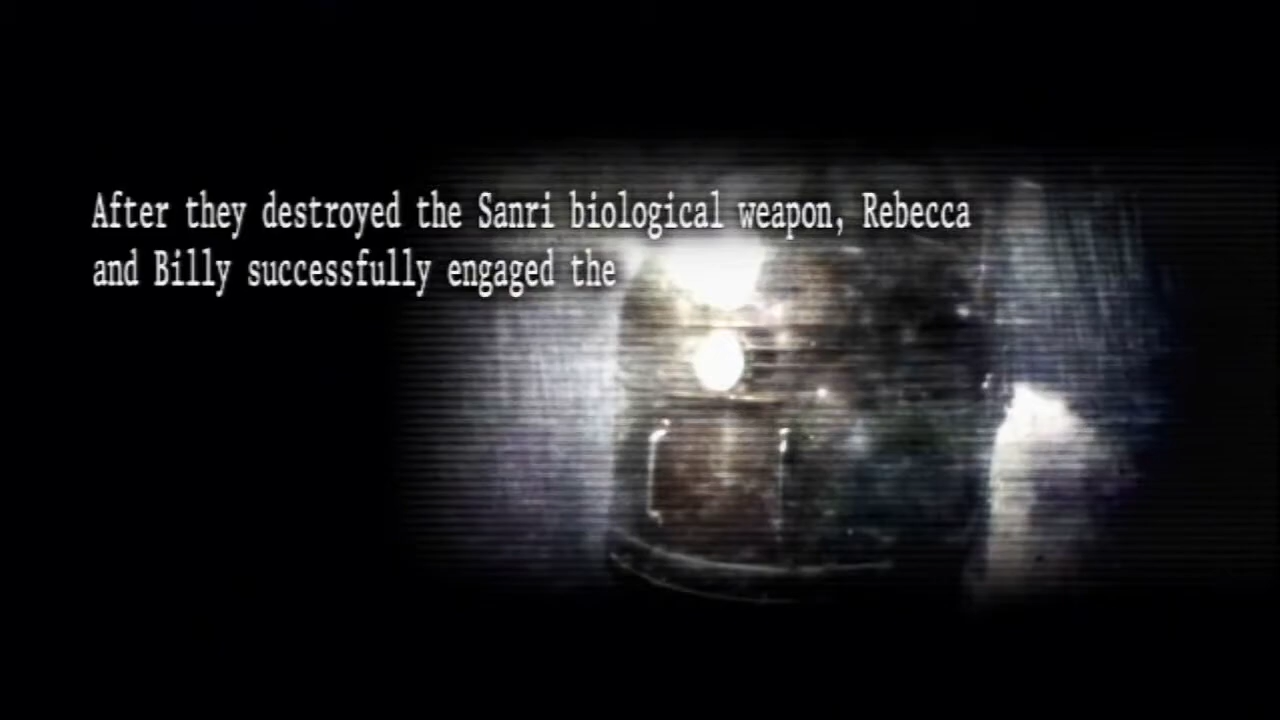 After they destroyed the Sanri biological weapon, Rebecca
and Billy successfully engaged the